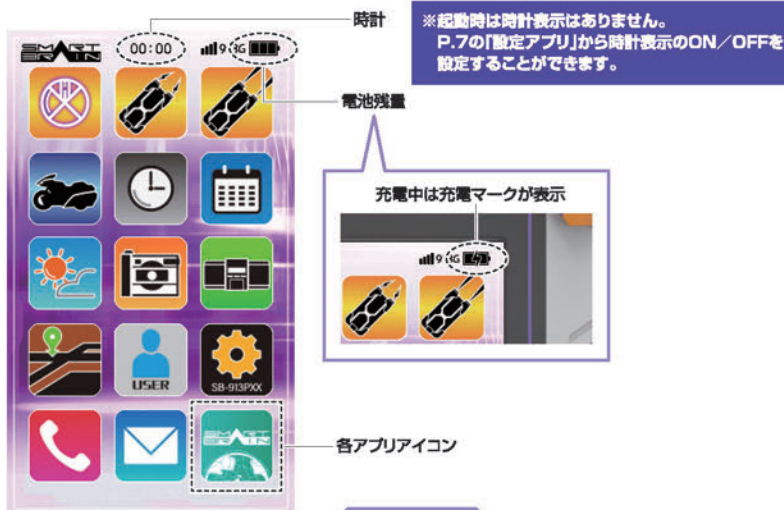 時計
※起動時は時計表示はありません。
P.7の「設定アプリ」から時計表示のON／OFFを
設定することができます。
SMART
BRAIN
00:00
9
電池残量
充電中は充電マークが表示
9
USER
SB-913PXX
SMART
BRAIN
各アプリアイコン